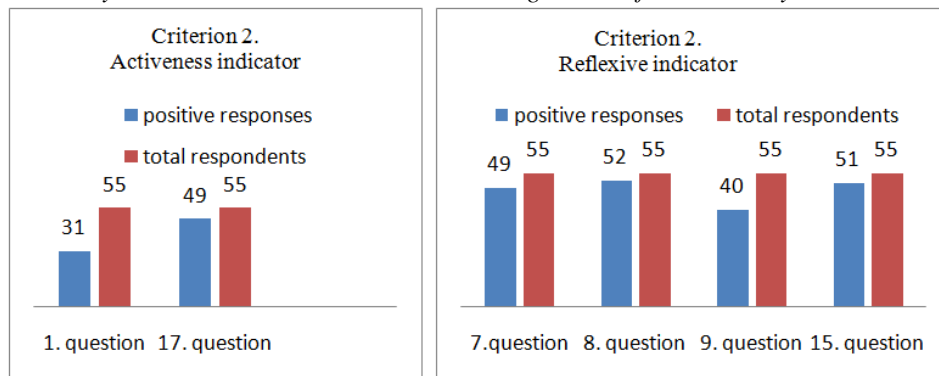 Criterion 2.
Activeness indicator
positive responses
total respondents
31
55
49
55
1. question 17. question
Criterion 2.
Reflexive indicator
positive responses total respondents
49
55
52
55
40
55
51
55
7.question 8. question 9. question 15. question